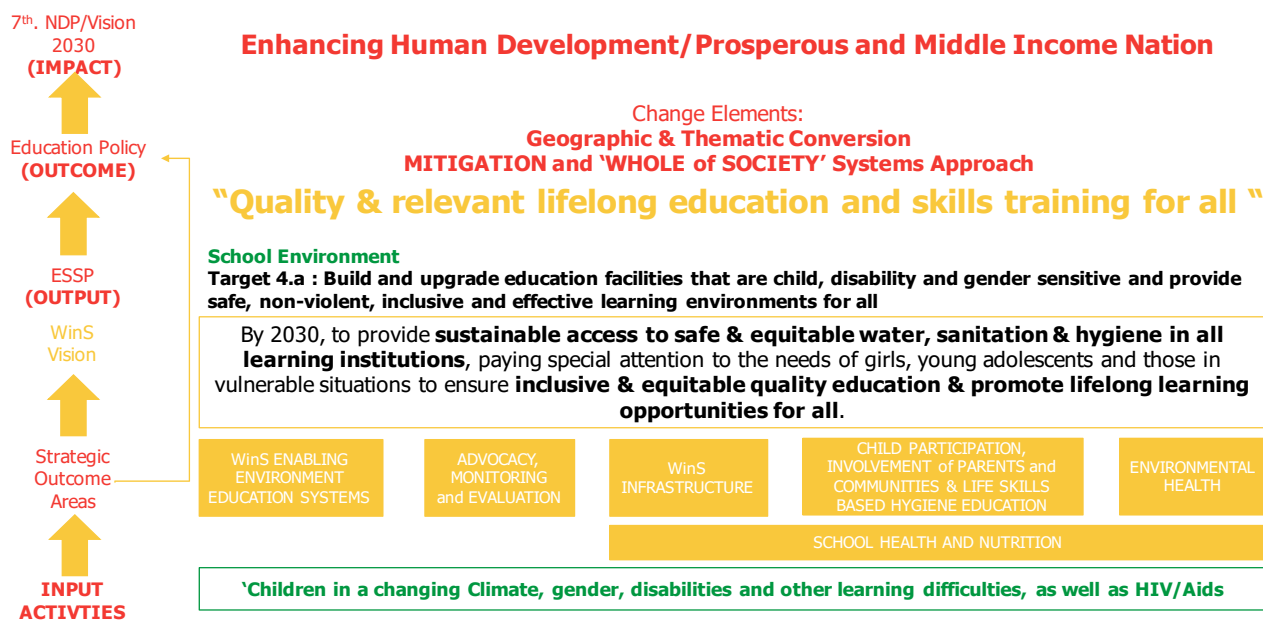 7th. NDP/Vision
2030
(IMPACT)
Enhancing Human Development/Prosperous and Middle Income Nation
Change Elements:
Geographic & Thematic Conversion
MITIGATION and ‘WHOLE of SOCIETY’ Systems Approach
Education Policy
(OUTCOME)
“Quality & relevant lifelong education and skills training for all “
School Environment
Target 4.a : Build and upgrade education facilities that are child, disability and gender sensitive and provide
safe, non-violent, inclusive and effective learning environments for all
ESSP
(OUTPUT)
WinS
Vision
By 2030, to provide sustainable access to safe & equitable water, sanitation & hygiene in all
learning institutions, paying special attention to the needs of girls, young adolescents and those in
vulnerable situations to ensure inclusive & equitable quality education & promote lifelong learning
opportunities for all.
Strategic
Outcome
Areas
WinS ENABLING
ENVIRONMENT
EDUCATION SYSTEMS
ADVOCACY,
MONITORING
and EVALUATION
WinS
INFRASTRUCTURE
CHILD PARTICIPATION,
INVOLVEMENT of PARENTS and
COMMUNITIES & LIFE SKILLS
BASED HYGIENE EDUCATION
ENVIRONMENTAL
HEALTH
SCHOOL HEALTH AND NUTRITION
INPUT
ACTIVTIES
‘Children in a changing Climate, gender, disabilities and other learning difficulties, as well as HIV/Aids